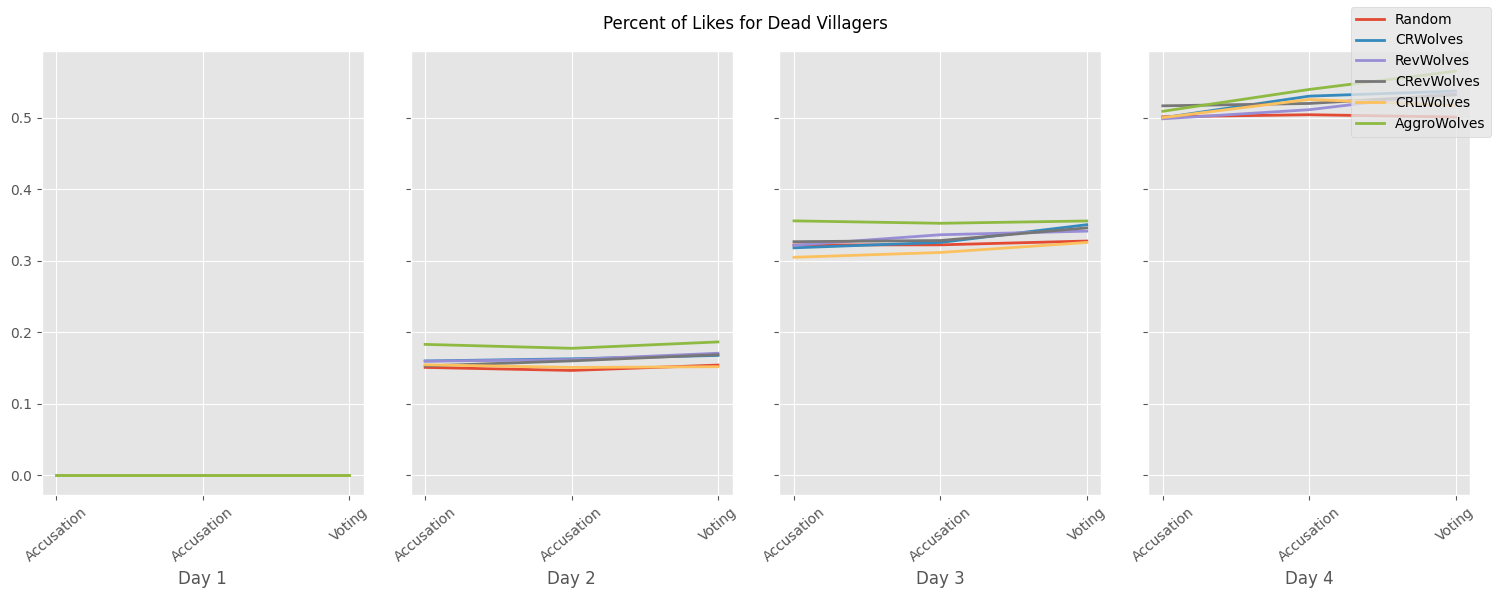 Percent of Likes for Dead Villagers
Random
CRWolves
RevWolves
CRevWolves
CRLWolves
AggroWolves
0.5
0.4
0.3
0.2
0.1
0.0
Accusation
Accusation
Voting
Accusation
Accusation
Voting
Accusation
Accusation
Voting
Accusation
Accusation
Voting
Day 1
Day 2
Day 3
Day 4